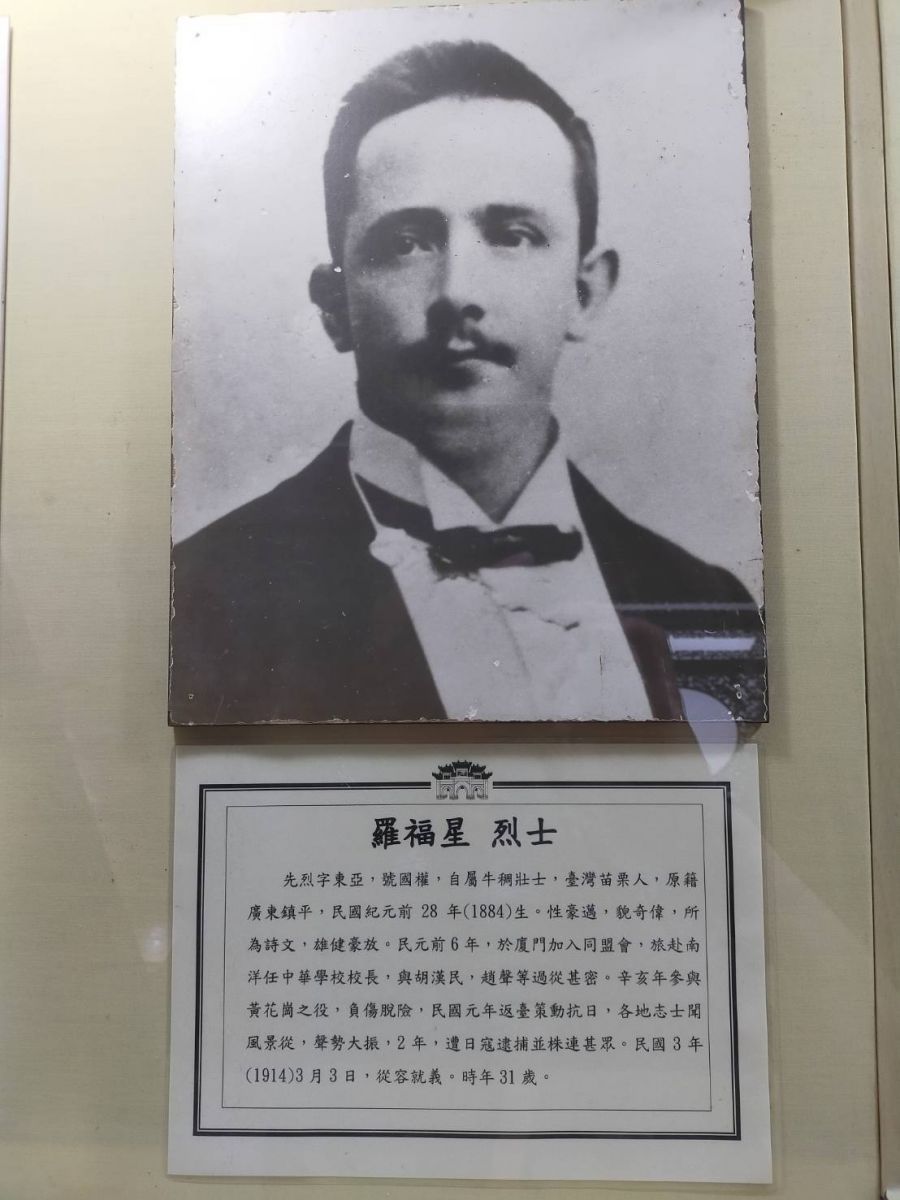 羅福星 烈士
先烈字東亞，號國權，自屬牛稠壯士，臺灣苗栗人，原籍
廣東鎮平，民國紀元前 28 年(1884)生。性豪邁，貌奇偉，所
為詩文，雄健豪放。民元前 6 年，於廈門加入同盟會，旅赴南
洋任中華學校校長，與胡漢民，趙聲等過從甚密。辛亥年參與
黃花崗之役，負傷脫險，民國元年返臺策動抗日，各地志士聞
風景從，聲勢大振，2 年，遭日寇逮捕並株連甚眾。民國 3 年
(1914)3 月 3 日，從容就義。時年 31 歲。